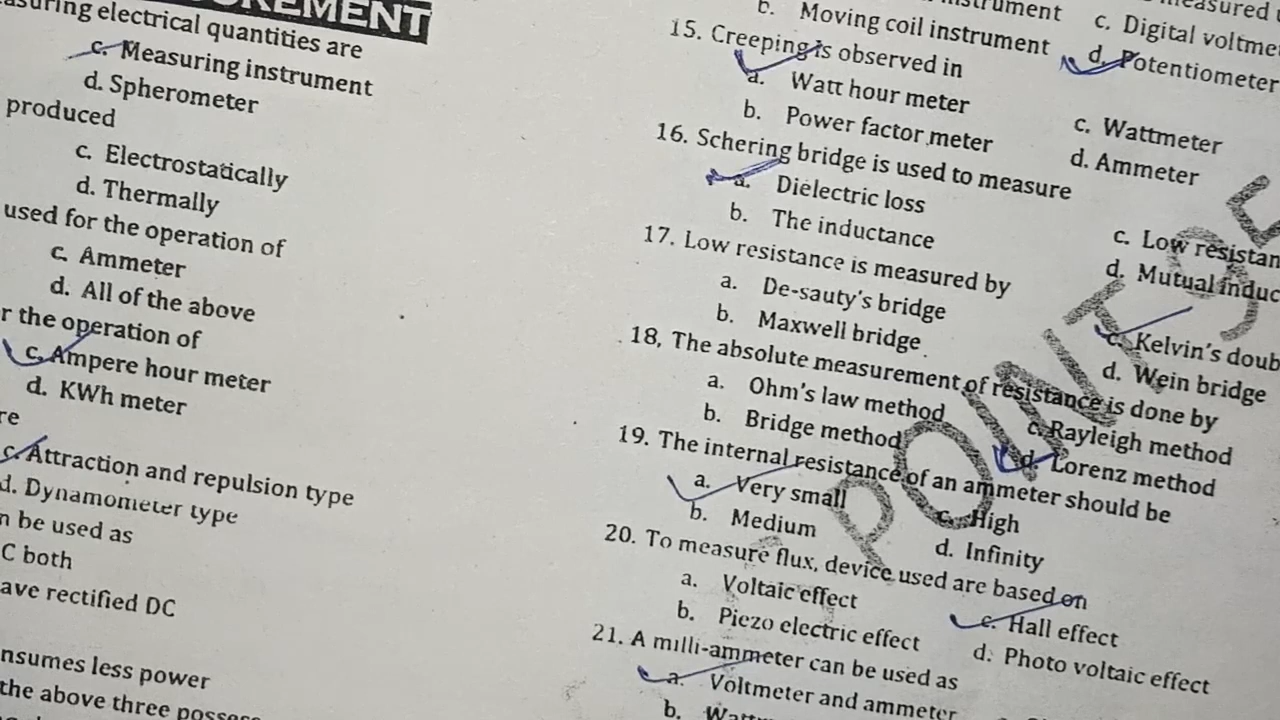 UREMENT
asuring electrical quantities are
c. Measuring instrument
d. Spherometer
produced
c. Electrostatically
d. Thermally
used for the operation of
c. Ammeter
d. All of the above
r the operation of
c. Ampere hour meter
d. KWh meter
re
c. Attraction and repulsion type
d. Dynamometer type
n be used as
C both
ave rectified DC
nsumes less power
the above three possess
measured
strument c. Digital voltme
b. Moving coil instrument d. Potentiometer
15. Creeping is observed in
a. Watt hour meter c. Wattmeter
b. Power factor meter d. Ammeter
16. Schering bridge is used to measure
a. Dielectric loss c. Low resistan
b. The inductance d. Mutual induc
17. Low resistance is measured by
a. De-sauty's bridge c. Kelvin's doub
b. Maxwell bridge d. Wein bridge
18, The absolute measurement of resistance is done by
a. Ohm's law method c. Rayleigh method
b. Bridge method d. Lorenz method
19. The internal resistance of an ammeter should be
a. Very small c. High
b. Medium d. Infinity
20. To measure flux, device used are based on
a. Voltaic effect c. Hall effect
b. Piezo electric effect d. Photo voltaic effect
21. A milli-ammeter can be used as
a. Voltmeter and ammeter
b.
POINT